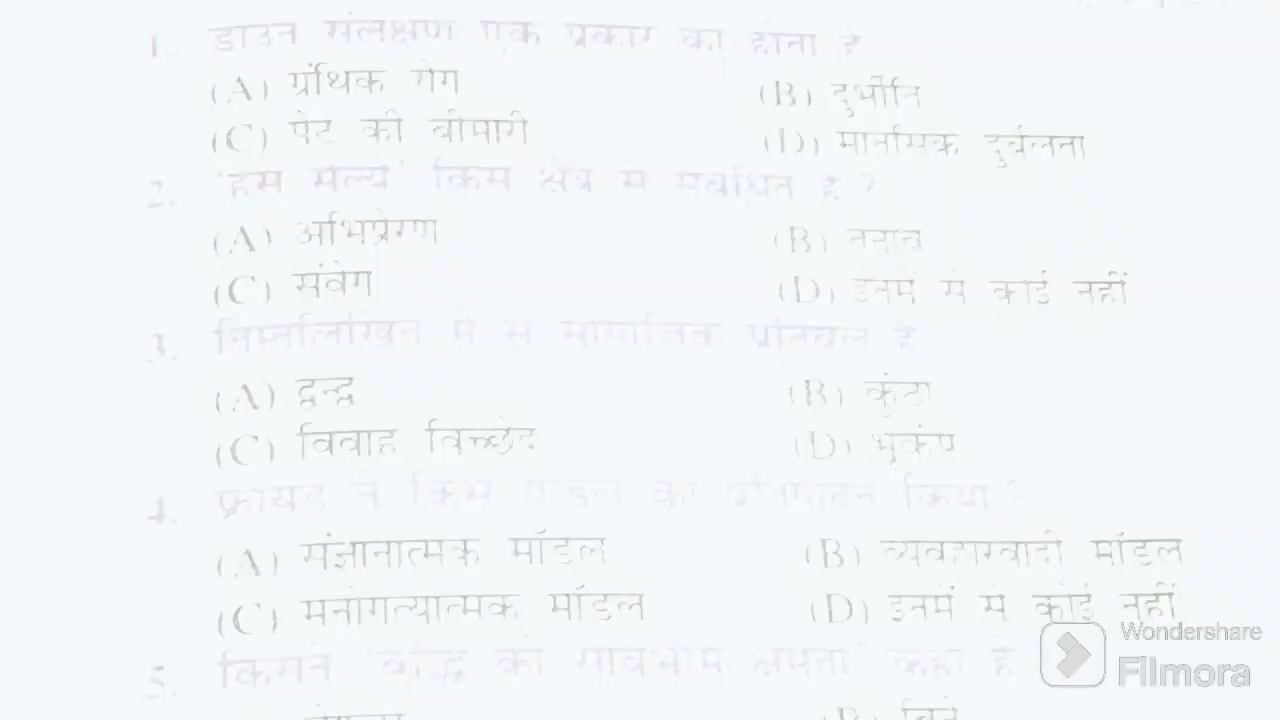 1. डाउन संलक्षण एक प्रकार का होता है
(A) ग्रंथिक रोग (B) दुर्भीति
(C) पेट की बीमारी (D) मानसिक दुर्बलता
2. 'हंस सेल्ये' किस क्षेत्र से संबंधित है ?
(A) अभिप्रेरण (B) तनाव
(C) संवेग (D) इनमें से कोई नहीं
3. निम्नलिखित में से सामाजिक प्रतिबल है
(A) द्वन्द्व (B) कुंठा
(C) विवाह विच्छेद (D) भूकंप
4. फ्रायड ने किस मॉडल का प्रतिपादन किया ?
(A) संज्ञानात्मक मॉडल (B) व्यवहारवादी मॉडल
(C) मनोगत्यात्मक मॉडल (D) इनमें से कोई नहीं
Wondershare
Filmora
5. किसने बुद्धि को सार्वभौम क्षमता कहा है
(B) बिने